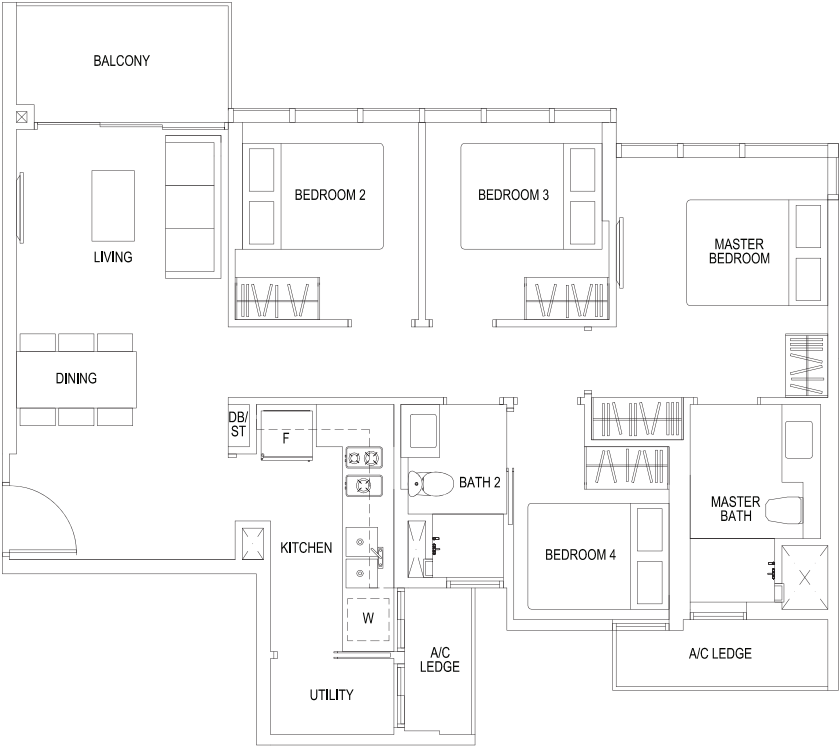 BALCONY
BEDROOM 2
BEDROOM 3
MASTER
BEDROOM
LIVING
DINING
DB/
ST
F
BATH 2
MASTER
BATH
KITCHEN
BEDROOM 4
W
A/C
LEDGE
A/C LEDGE
UTILITY